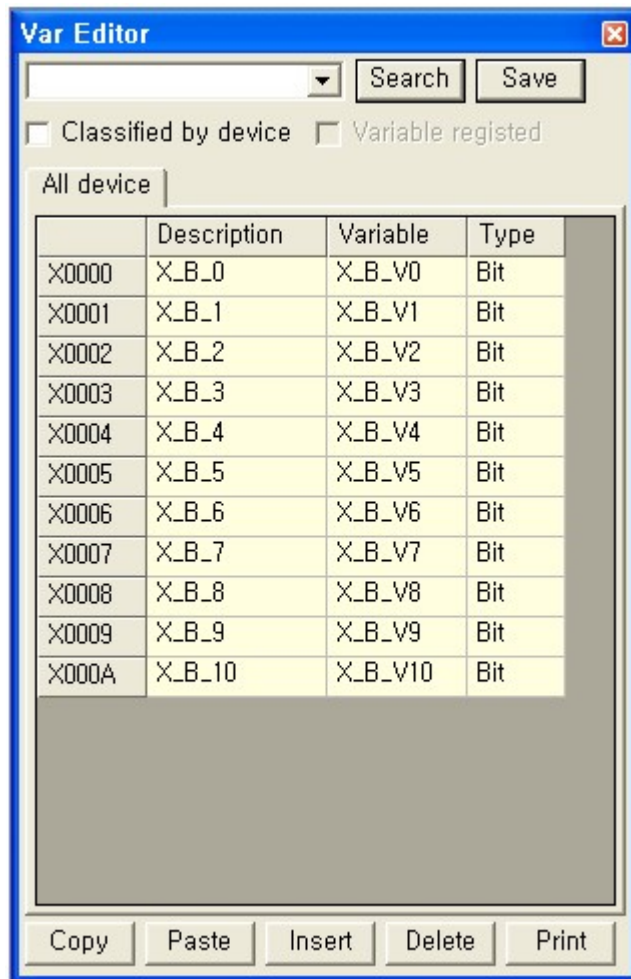 Var Editor
Search Save
Classified by device Variable registed
All device
Description Variable Type
X0000 X_B_0 X_B_V0 Bit
X0001 X_B_1 X_B_V1 Bit
X0002 X_B_2 X_B_V2 Bit
X0003 X_B_3 X_B_V3 Bit
X0004 X_B_4 X_B_V4 Bit
X0005 X_B_5 X_B_V5 Bit
X0006 X_B_6 X_B_V6 Bit
X0007 X_B_7 X_B_V7 Bit
X0008 X_B_8 X_B_V8 Bit
X0009 X_B_9 X_B_V9 Bit
X000A X_B_10 X_B_V10 Bit
Copy Paste Insert Delete Print